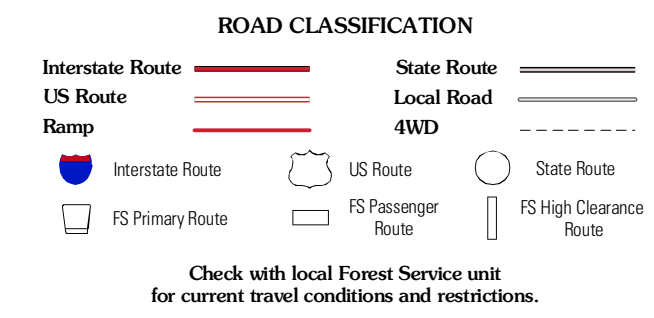 ROAD CLASSIFICATION
Interstate Route
State Route
US Route
Local Road
Ramp
4WD
Interstate Route
US Route
State Route
FS Primary Route
FS Passenger
Route
FS High Clearance
Route
Check with local Forest Service unit
for current travel conditions and restrictions.